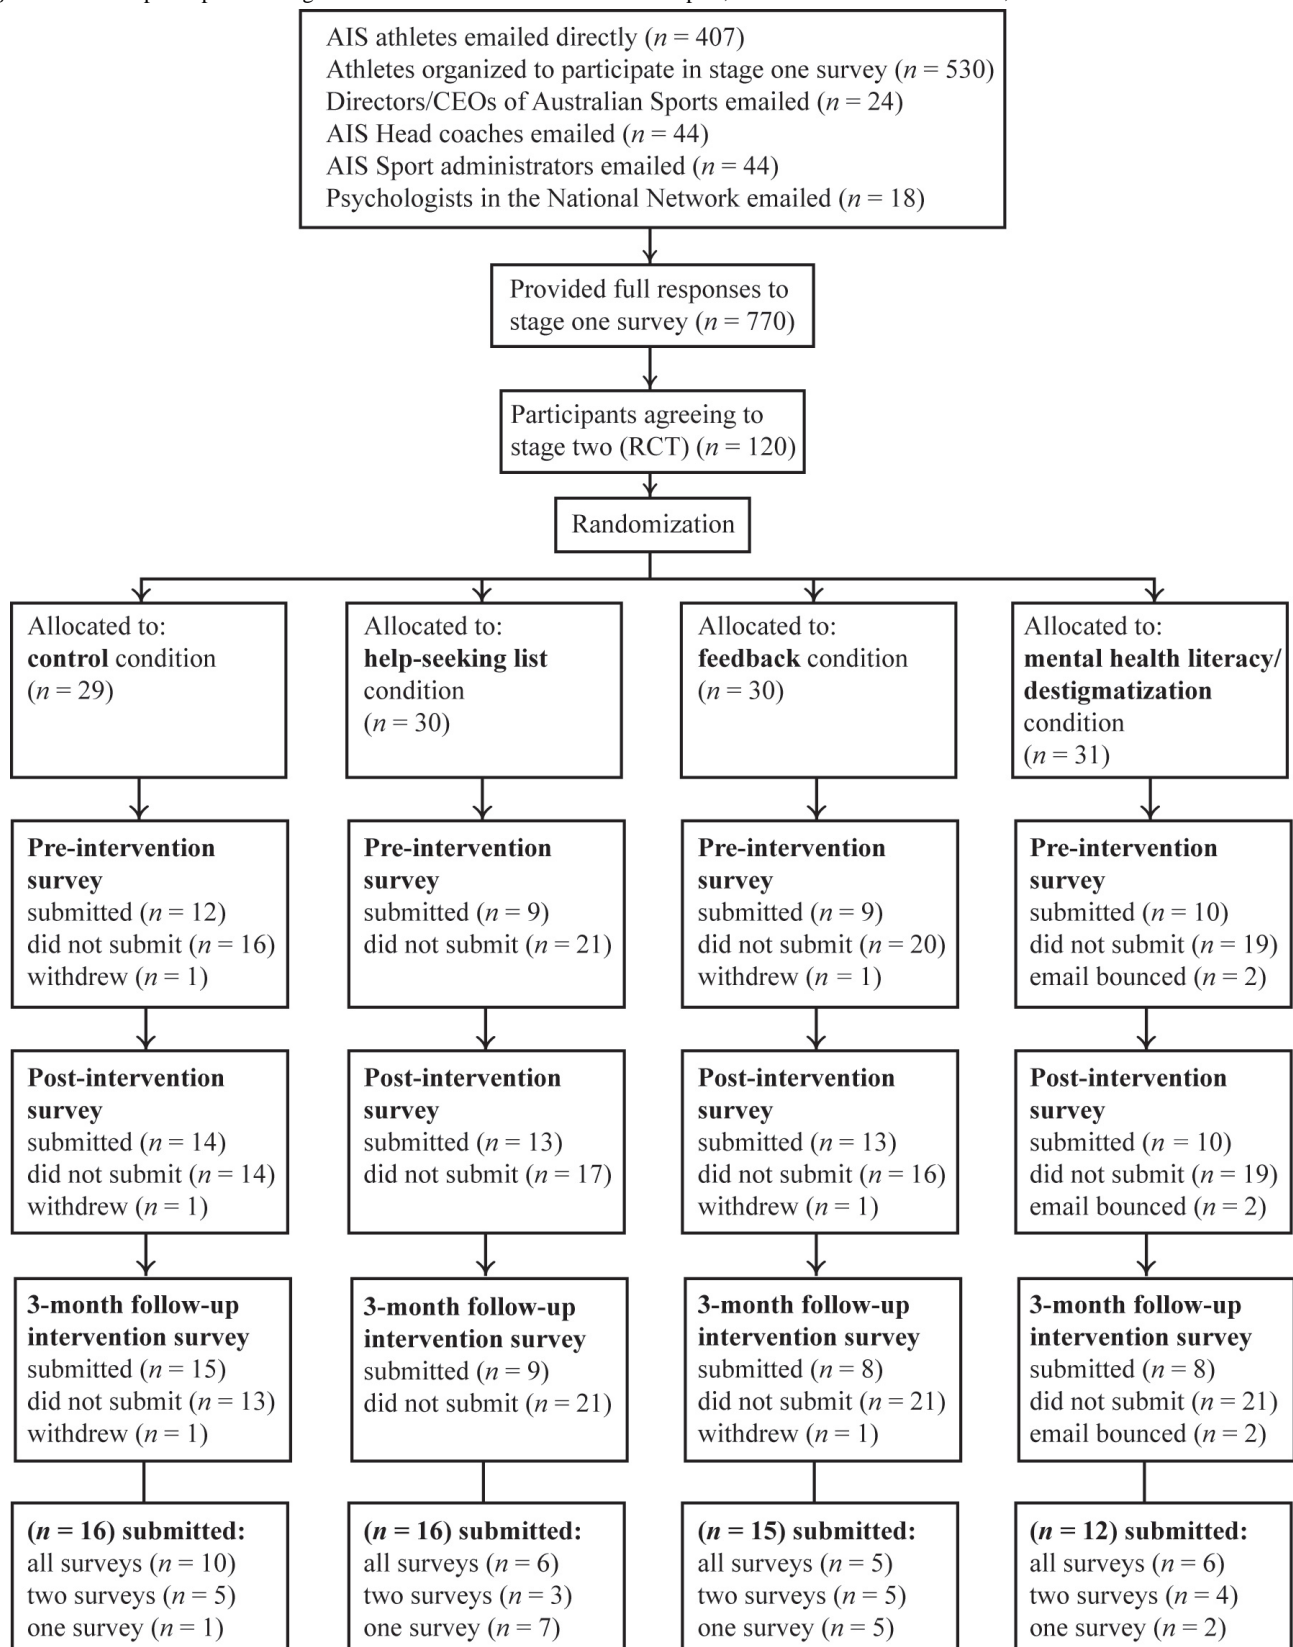 AIS athletes emailed directly (n = 407)
Athletes organized to participate in stage one survey (n = 530)
Directors/CEOs of Australian Sports emailed (n = 24)
AIS Head coaches emailed (n = 44)
AIS Sport administrators emailed (n = 44)
Psychologists in the National Network emailed (n = 18)
Provided full responses to
stage one survey (n = 770)
Participants agreeing to
stage two (RCT) (n = 120)
Randomization
Allocated to:
control condition
(n = 29)
Allocated to:
help-seeking list
condition
(n = 30)
Allocated to:
feedback condition
(n = 30)
Allocated to:
mental health literacy/
destigmatization
condition
(n = 31)
Pre-intervention
survey
submitted (n = 12)
did not submit (n = 16)
withdrew (n = 1)
Pre-intervention
survey
submitted (n = 9)
did not submit (n = 21)
Pre-intervention
survey
submitted (n = 9)
did not submit (n = 20)
withdrew (n = 1)
Pre-intervention
survey
submitted (n = 10)
did not submit (n = 19)
email bounced (n = 2)
Post-intervention
survey
submitted (n = 14)
did not submit (n = 14)
withdrew (n = 1)
Post-intervention
survey
submitted (n = 13)
did not submit (n = 17)
Post-intervention
survey
submitted (n = 13)
did not submit (n = 16)
withdrew (n = 1)
Post-intervention
survey
submitted (n = 10)
did not submit (n = 19)
email bounced (n = 2)
3-month follow-up
intervention survey
submitted (n = 15)
did not submit (n = 13)
withdrew (n = 1)
3-month follow-up
intervention survey
submitted (n = 9)
did not submit (n = 21)
3-month follow-up
intervention survey
submitted (n = 8)
did not submit (n = 21)
withdrew (n = 1)
3-month follow-up
intervention survey
submitted (n = 8)
did not submit (n = 21)
email bounced (n = 2)
(n = 16) submitted:
all surveys (n = 10)
two surveys (n = 5)
one survey (n = 1)
(n = 16) submitted:
all surveys (n = 6)
two surveys (n = 3)
one survey (n = 7)
(n = 15) submitted:
all surveys (n = 5)
two surveys (n = 5)
one survey (n = 5)
(n = 12) submitted:
all surveys (n = 6)
two surveys (n = 4)
one survey (n = 2)